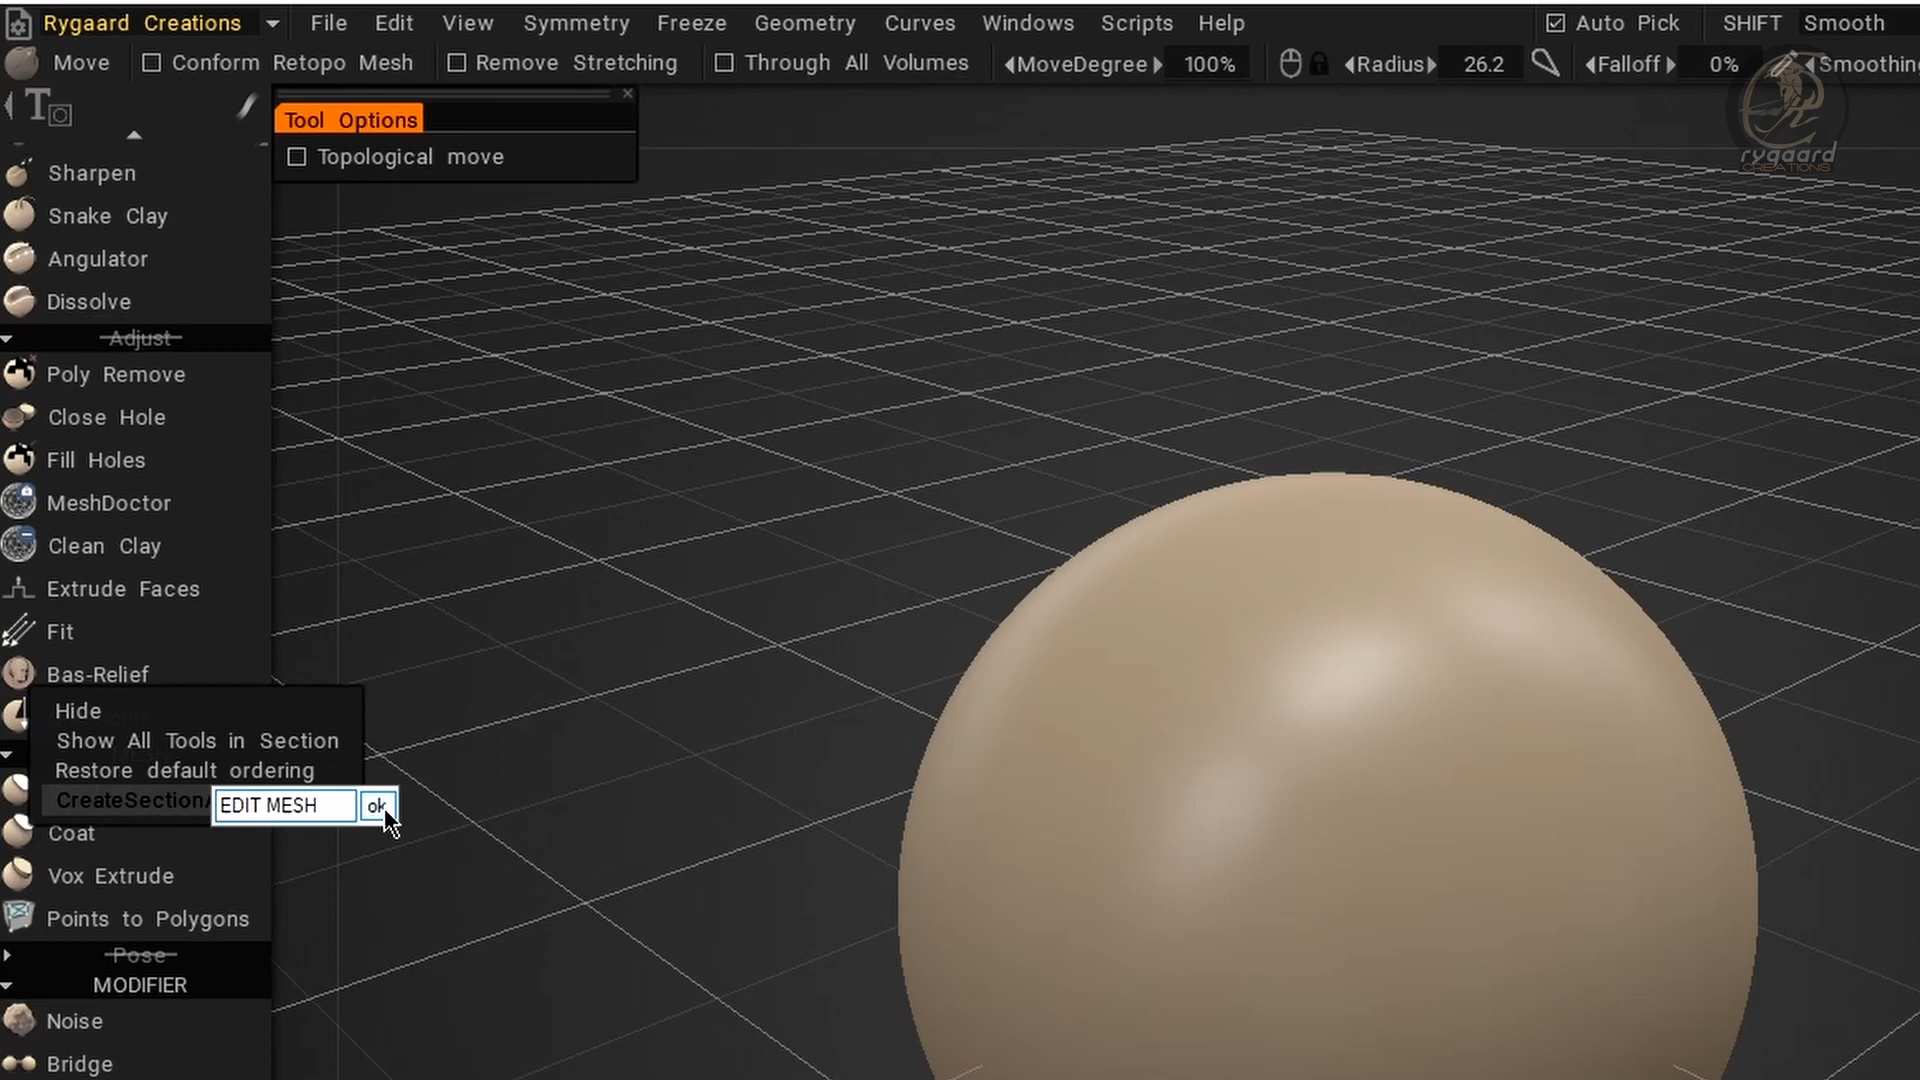 Rygaard Creations File Edit View Symmetry Freeze Geometry Curves Windows Scripts Help Auto Pick SHIFT Smooth
Move Conform Retopo Mesh Remove Stretching Through All Volumes MoveDegree 100% Radius 26.2 Falloff 0% Smoothin
T
Tool Options
Topological move
rygaard
CREATIONS
Sharpen
Snake Clay
Angulator
Dissolve
Adjust
Poly Remove
Close Hole
Fill Holes
MeshDoctor
Clean Clay
Extrude Faces
Fit
Bas-Relief
Hide
Show All Tools in Section
Restore default ordering
CreateSection EDIT MESH ok
Coat
Vox Extrude
Points to Polygons
Pose
MODIFIER
Noise
Bridge